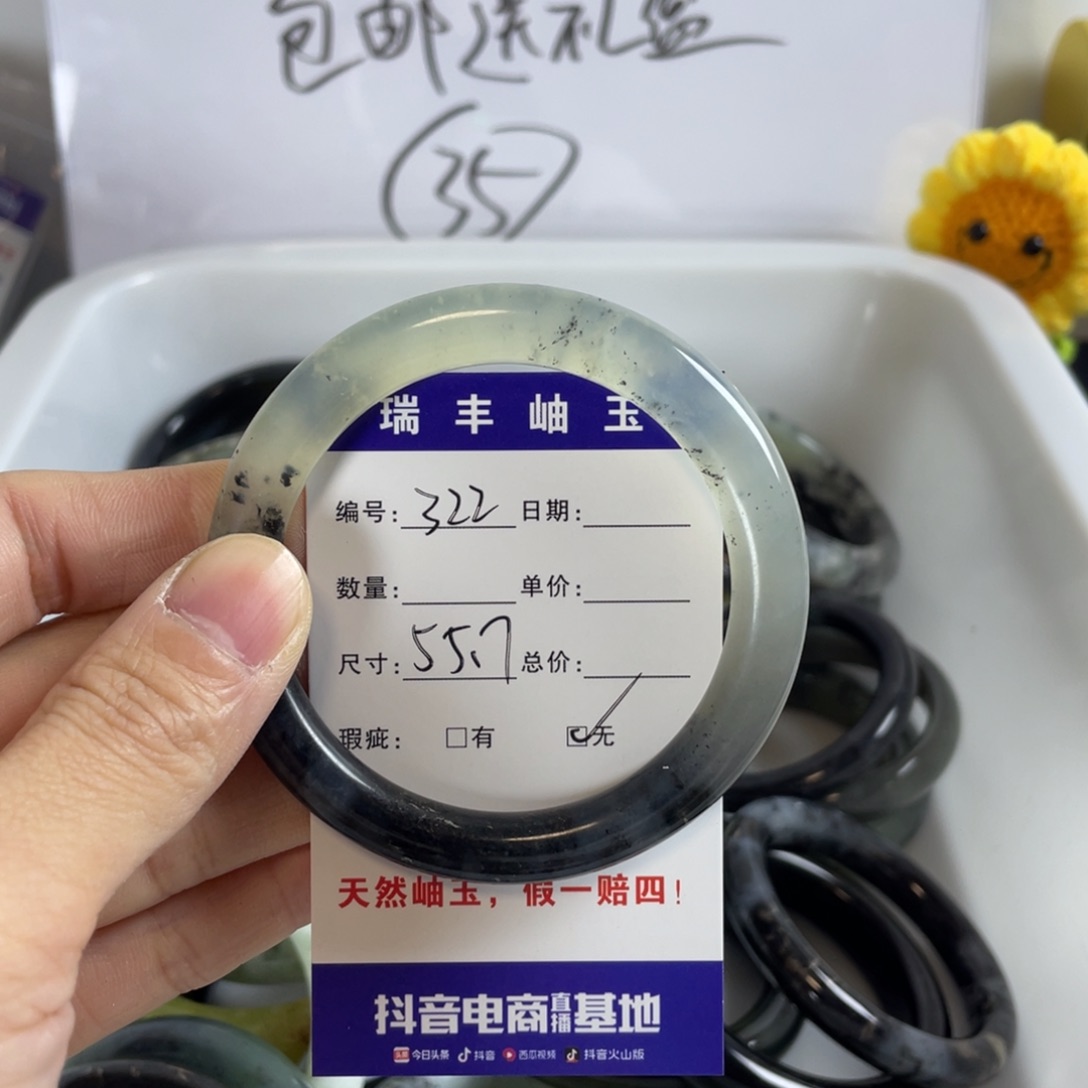 包邮送礼盒
35
瑞丰岫玉
编号：322 日期：
数量： 单价：
尺寸：55.7 总价：
瑕疵： □有 ☑无
天然岫玉，假一赔四！
抖音电商直播基地
头条 今日头条 抖音 西瓜视频 抖音火山版